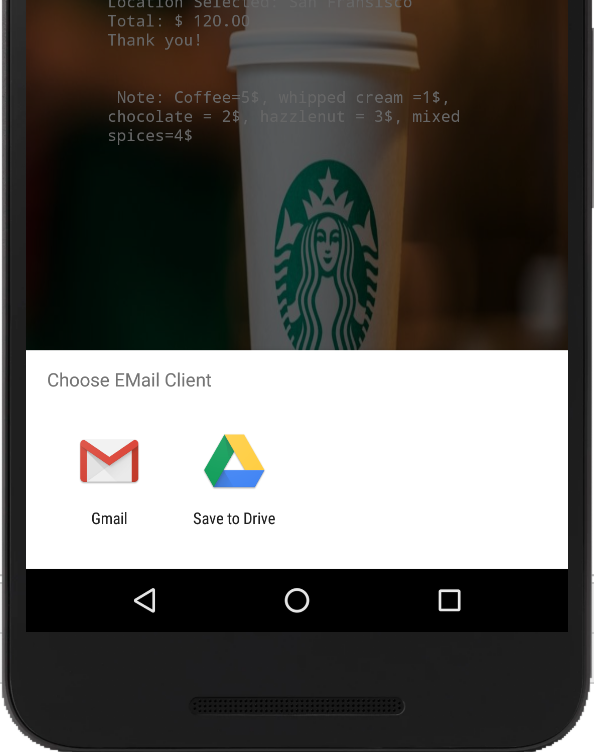 Location Selected: San Fransisco
Total: $ 120.00
Thank you!
Note: Coffee=5$, whipped cream =1$,
chocolate = 2$, hazzlenut = 3$, mixed
spices=4$
Choose EMail Client
Gmail
Save to Drive